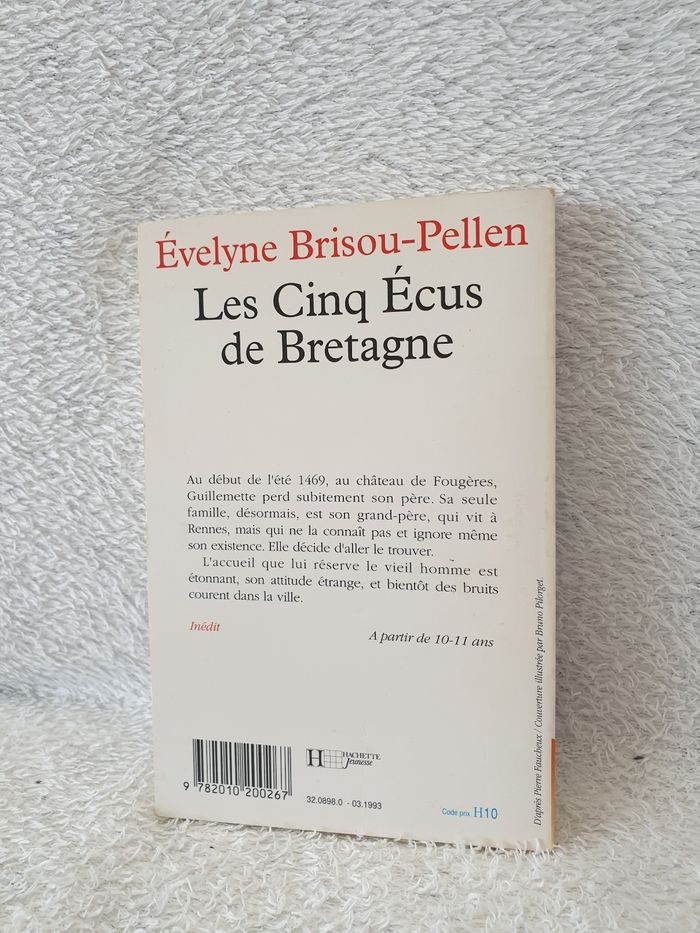 Évelyne Brisou-Pellen
Les Cinq Écus
de Bretagne
Au début de l'été 1469, au château de Fougères,
Guillemette perd subitement son père. Sa seule
famille, désormais, est son grand-père, qui vit à
Rennes, mais qui ne la connaît pas et ignore même
son existence. Elle décide d'aller le trouver.
L'accueil que lui réserve le vieil homme est
étonnant, son attitude étrange, et bientôt des bruits
courent dans la ville.
Inédit
A partir de 10-11 ans
9 782010 200267
H HACHETTE
Jeunesse
32.0898.0 - 03.1993
Code prix H10
D'après Pierre Faucheux / Couverture illustrée par Bruno Pilorget.